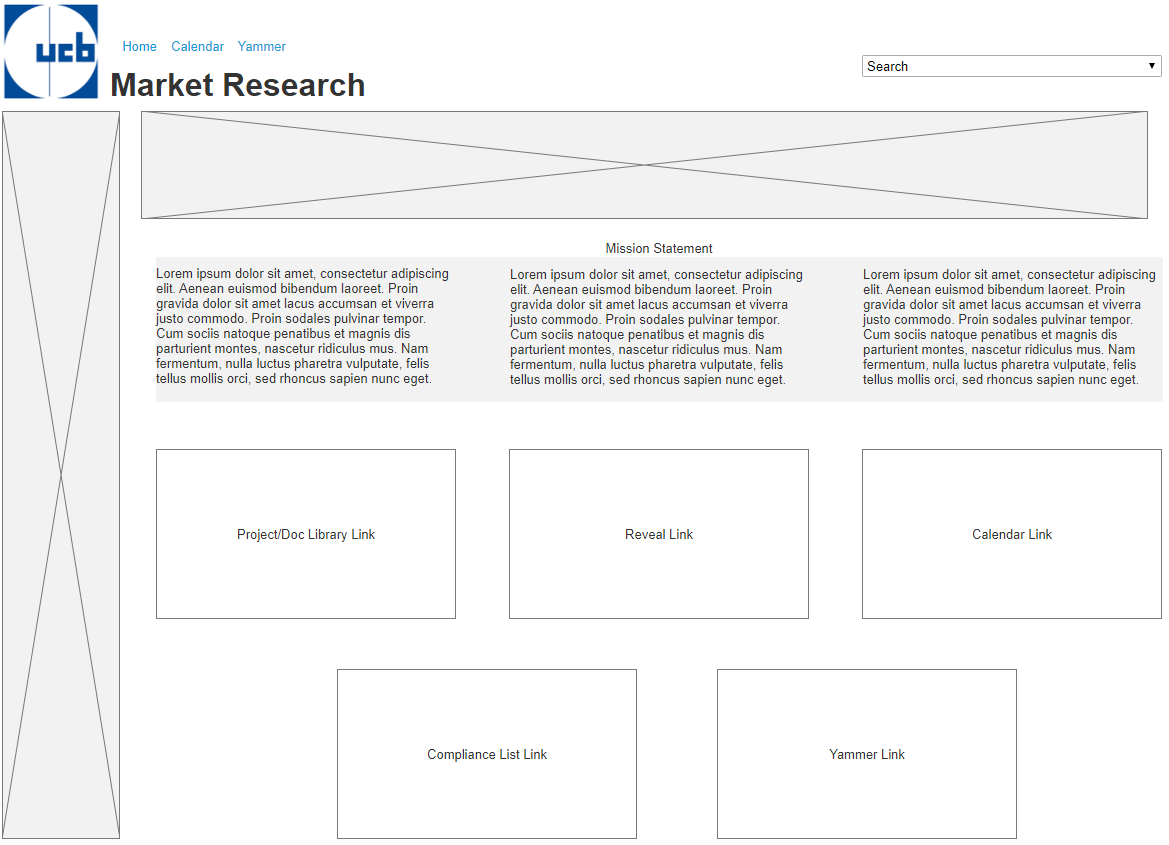 ucb
Home Calendar Yammer
Search
Market Research
Mission Statement
Lorem ipsum dolor sit amet, consectetur adipiscing
elit. Aenean euismod bibendum laoreet. Proin
gravida dolor sit amet lacus accumsan et viverra
justo commodo. Proin sodales pulvinar tempor.
Cum sociis natoque penatibus et magnis dis
parturient montes, nascetur ridiculus mus. Nam
fermentum, nulla luctus pharetra vulputate, felis
tellus mollis orci, sed rhoncus sapien nunc eget.
Lorem ipsum dolor sit amet, consectetur adipiscing
elit. Aenean euismod bibendum laoreet. Proin
gravida dolor sit amet lacus accumsan et viverra
justo commodo. Proin sodales pulvinar tempor.
Cum sociis natoque penatibus et magnis dis
parturient montes, nascetur ridiculus mus. Nam
fermentum, nulla luctus pharetra vulputate, felis
tellus mollis orci, sed rhoncus sapien nunc eget.
Lorem ipsum dolor sit amet, consectetur adipiscing
elit. Aenean euismod bibendum laoreet. Proin
gravida dolor sit amet lacus accumsan et viverra
justo commodo. Proin sodales pulvinar tempor.
Cum sociis natoque penatibus et magnis dis
parturient montes, nascetur ridiculus mus. Nam
fermentum, nulla luctus pharetra vulputate, felis
tellus mollis orci, sed rhoncus sapien nunc eget.
Project/Doc Library Link
Reveal Link
Calendar Link
Compliance List Link
Yammer Link